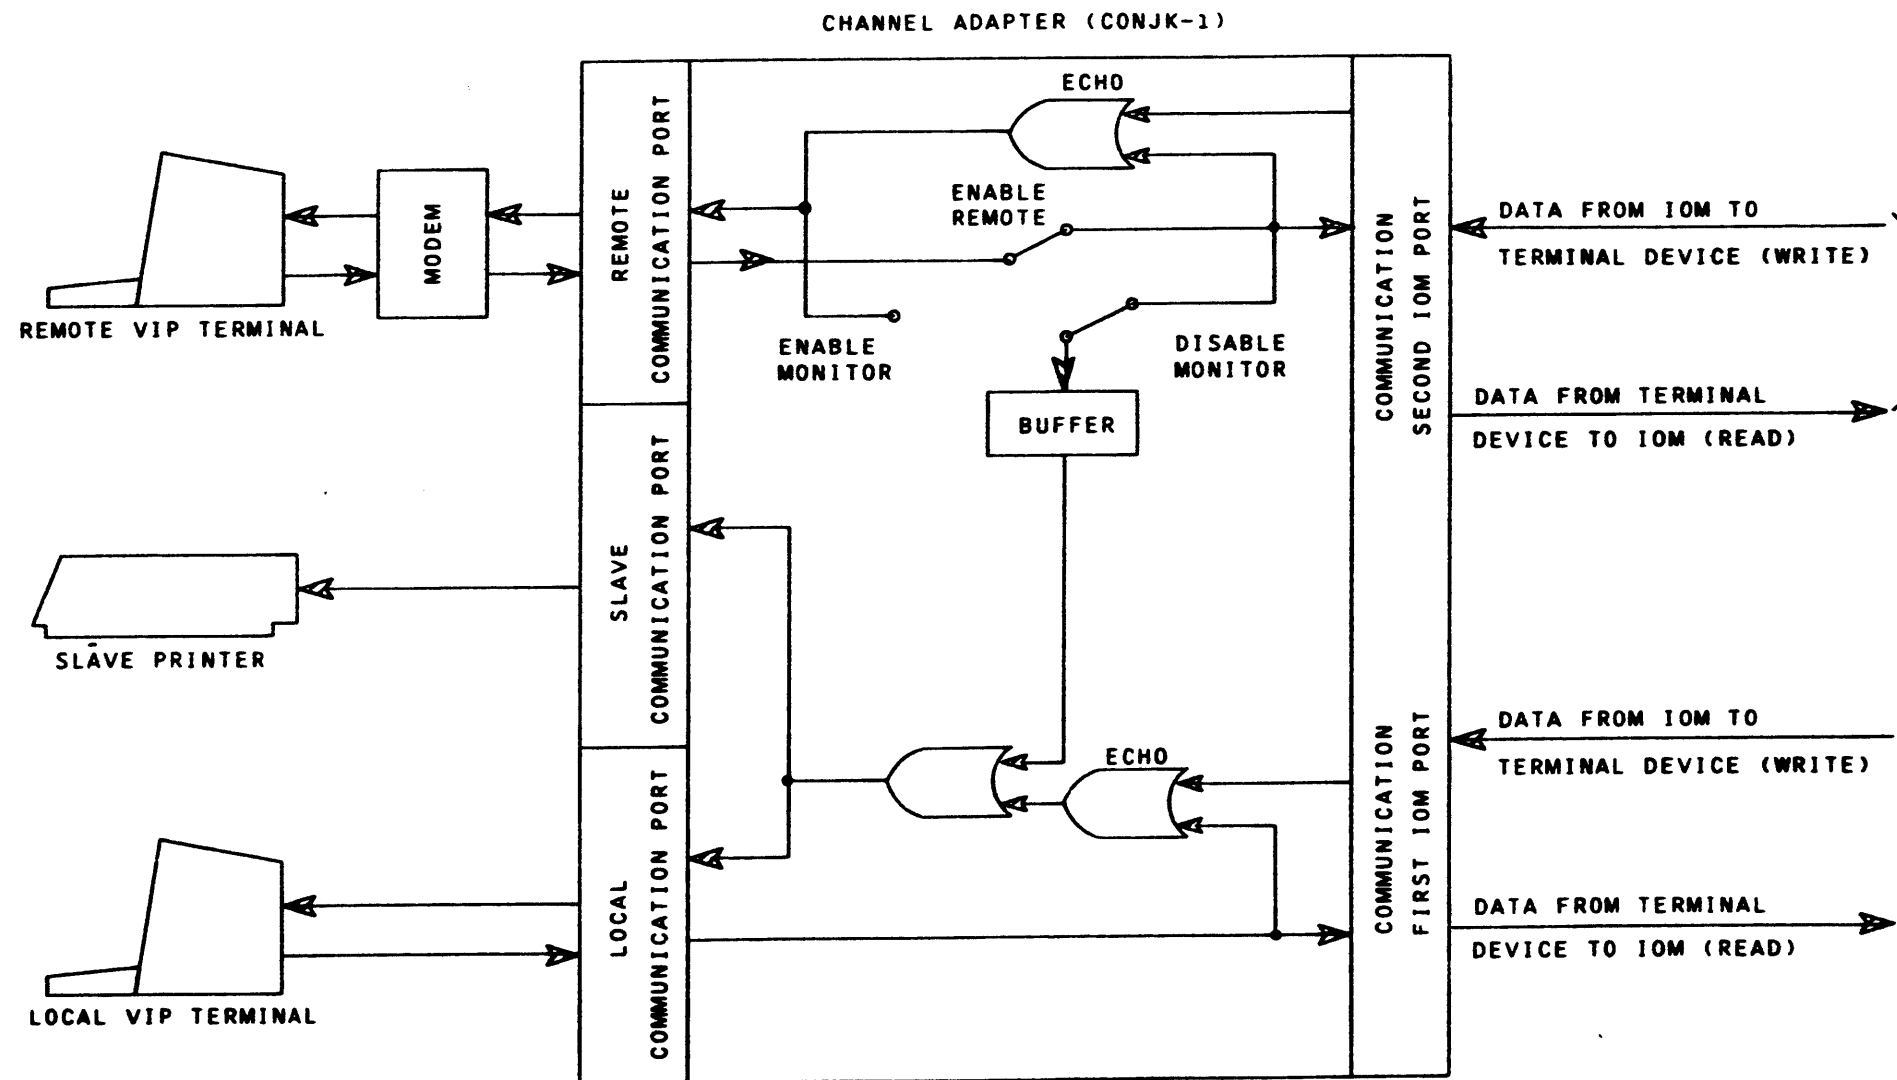 CHANNEL ADAPTER (CONJK-1)
ECHO
REMOTE
COMMUNICATION PORT
MODEM
REMOTE VIP TERMINAL
ENABLE
REMOTE
ENABLE
MONITOR
DISABLE
MONITOR
BUFFER
COMMUNICATION
SECOND IOM PORT
DATA FROM IOM TO
TERMINAL DEVICE (WRITE)
DATA FROM TERMINAL
DEVICE TO IOM (READ)
SLAVE
COMMUNICATION PORT
SLAVE PRINTER
LOCAL
COMMUNICATION PORT
LOCAL VIP TERMINAL
ECHO
COMMUNICATION
FIRST IOM PORT
DATA FROM IOM TO
TERMINAL DEVICE (WRITE)
DATA FROM TERMINAL
DEVICE TO IOM (READ)